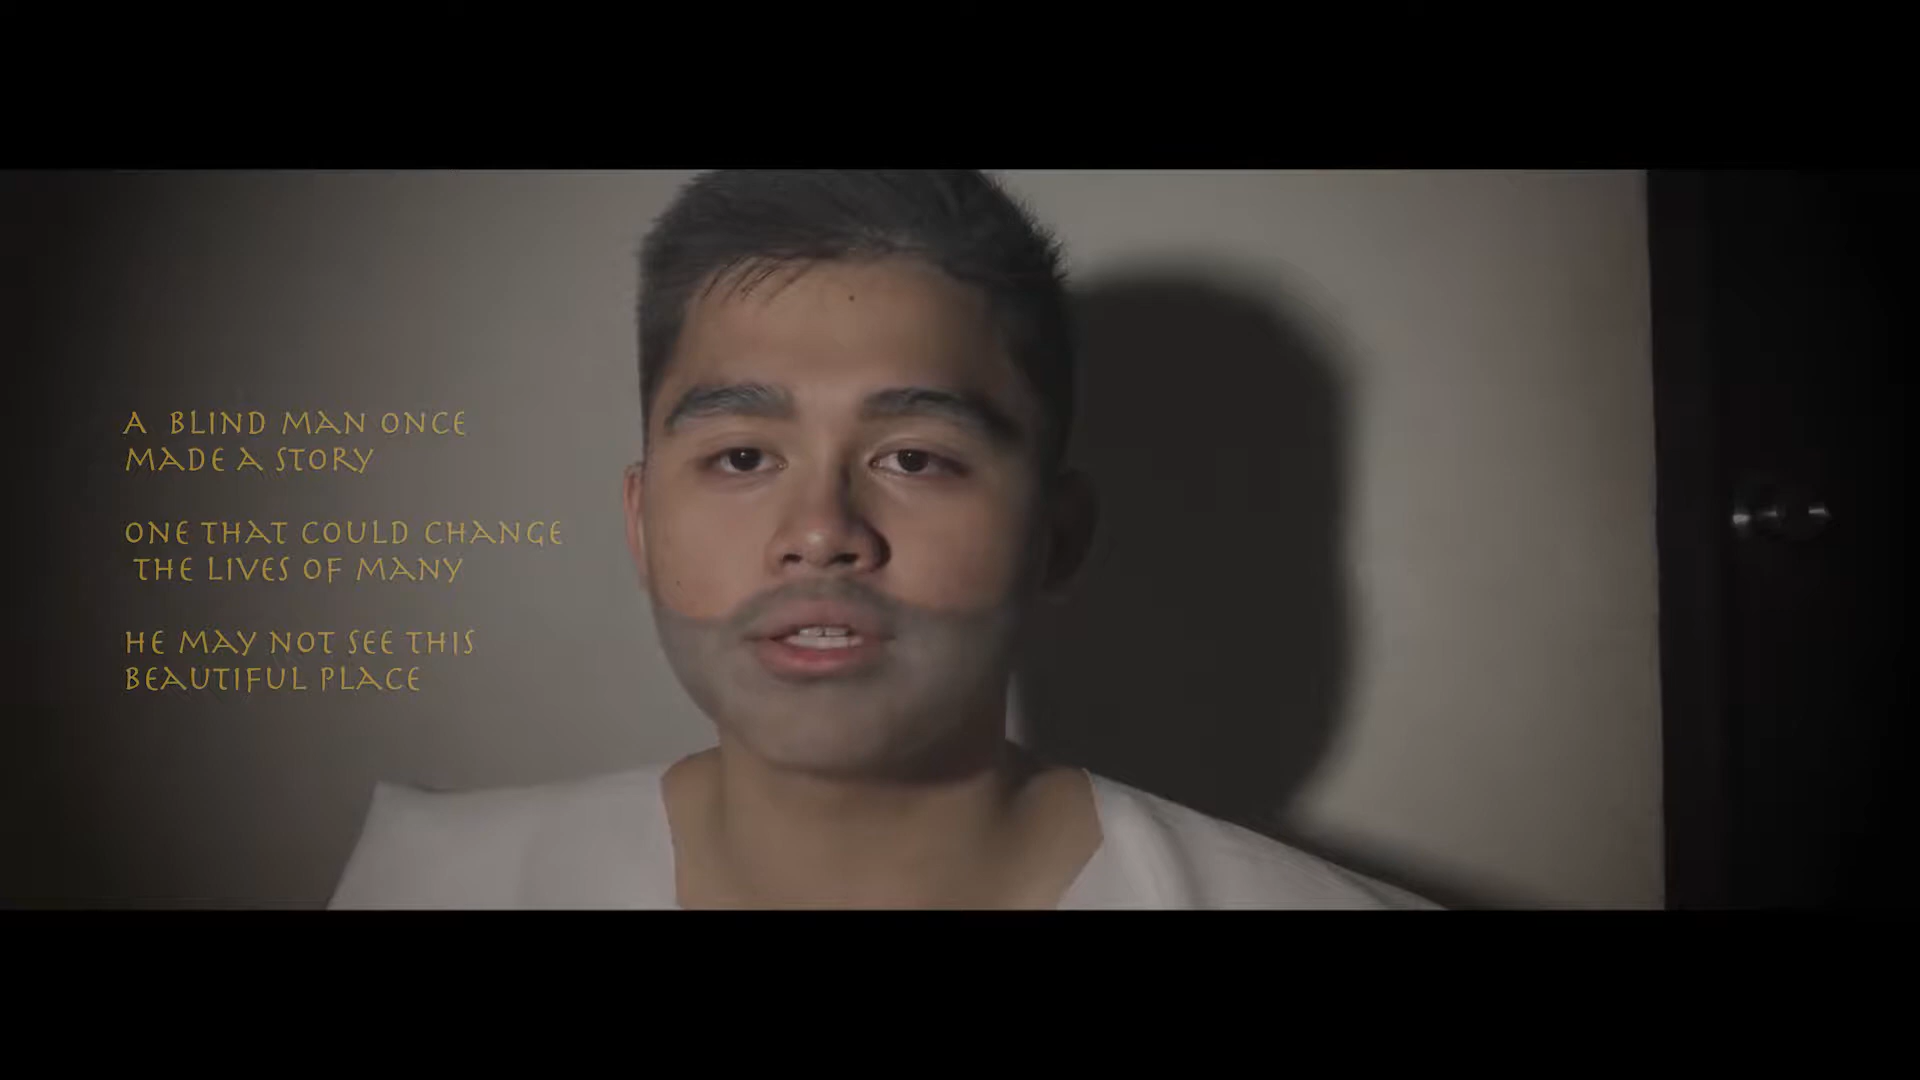 A BLIND MAN ONCE
MADE A STORY
ONE THAT COULD CHANGE
THE LIVES OF MANY
HE MAY NOT SEE THIS
BEAUTIFUL PLACE